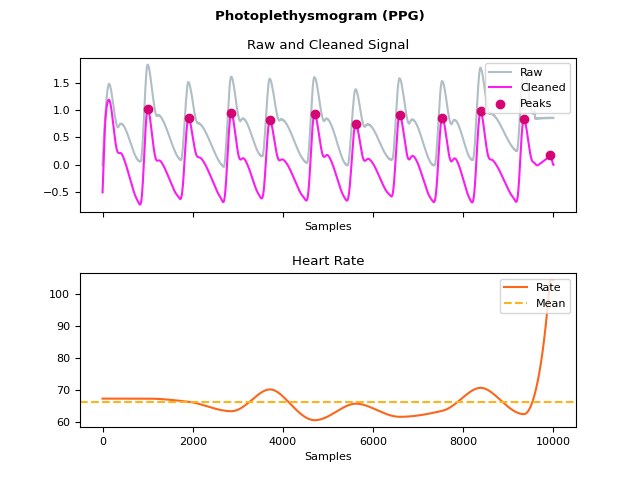 Photoplethysmogram (PPG)
Raw and Cleaned Signal
1.5
1.0
0.5
0.0
−0.5
Raw
Cleaned
Peaks
Samples
Heart Rate
100
90
80
70
60
Rate
Mean
0
2000
4000
6000
8000
10000
Samples